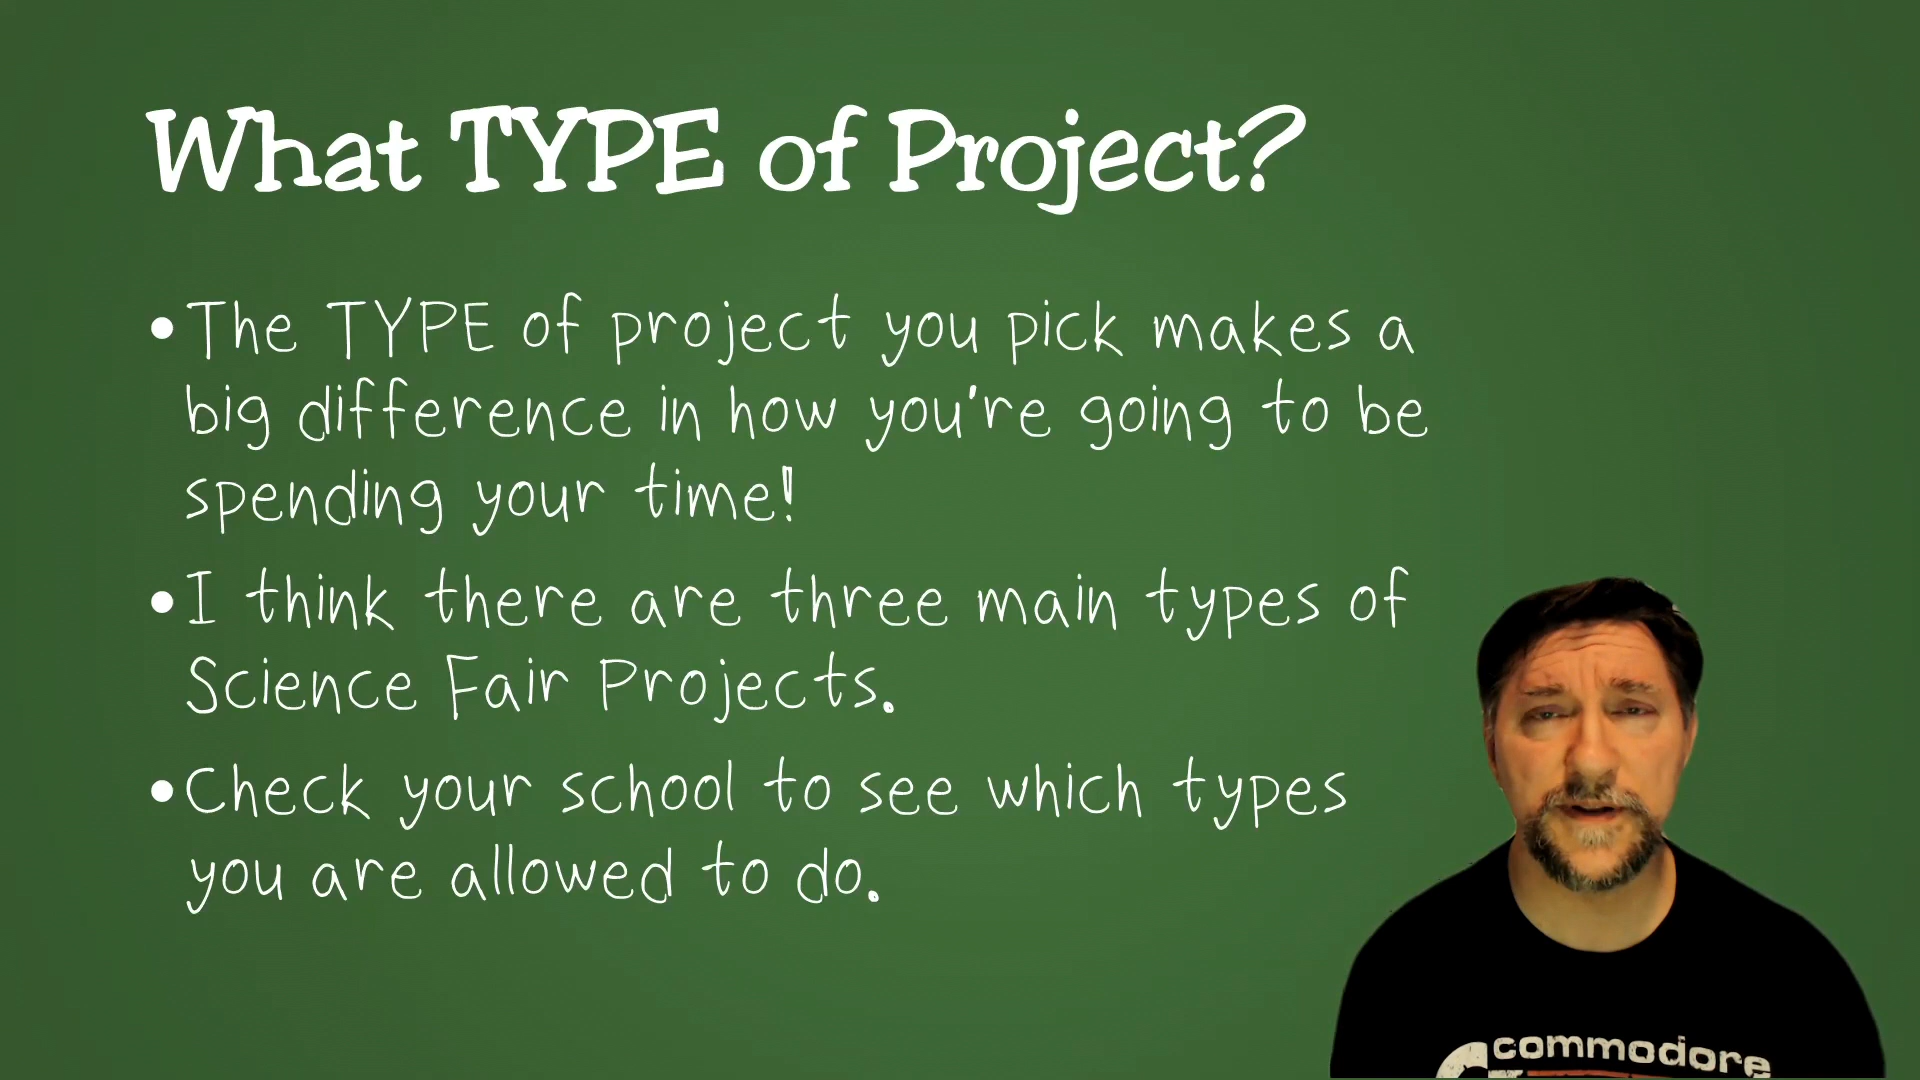 What TYPE of Project?
•The TYPE of project you pick makes a
big difference in how you're going to be
spending your time!
•I think there are three main types of
Science Fair Projects.
•Check your school to see which types
you are allowed to do.
commodore